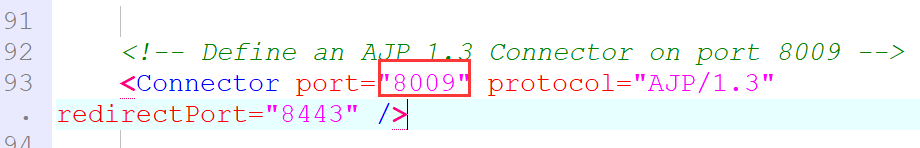 91
92 <!-- Define an AJP 1.3 Connector on port 8009 -->
93 <Connector port="8009" protocol="AJP/1.3"
. redirectPort="8443" />
94